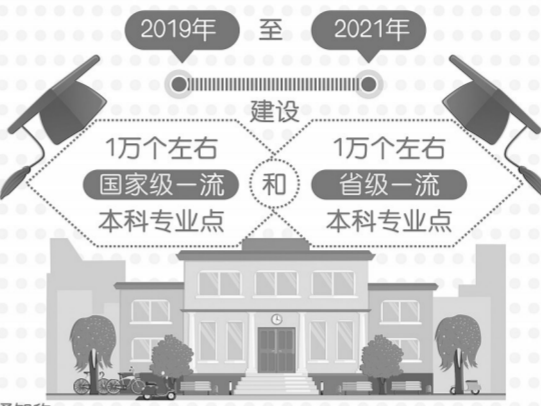 2019年 至 2021年
建设
1万个左右
国家级一流
本科专业点
和
1万个左右
省级一流
本科专业点